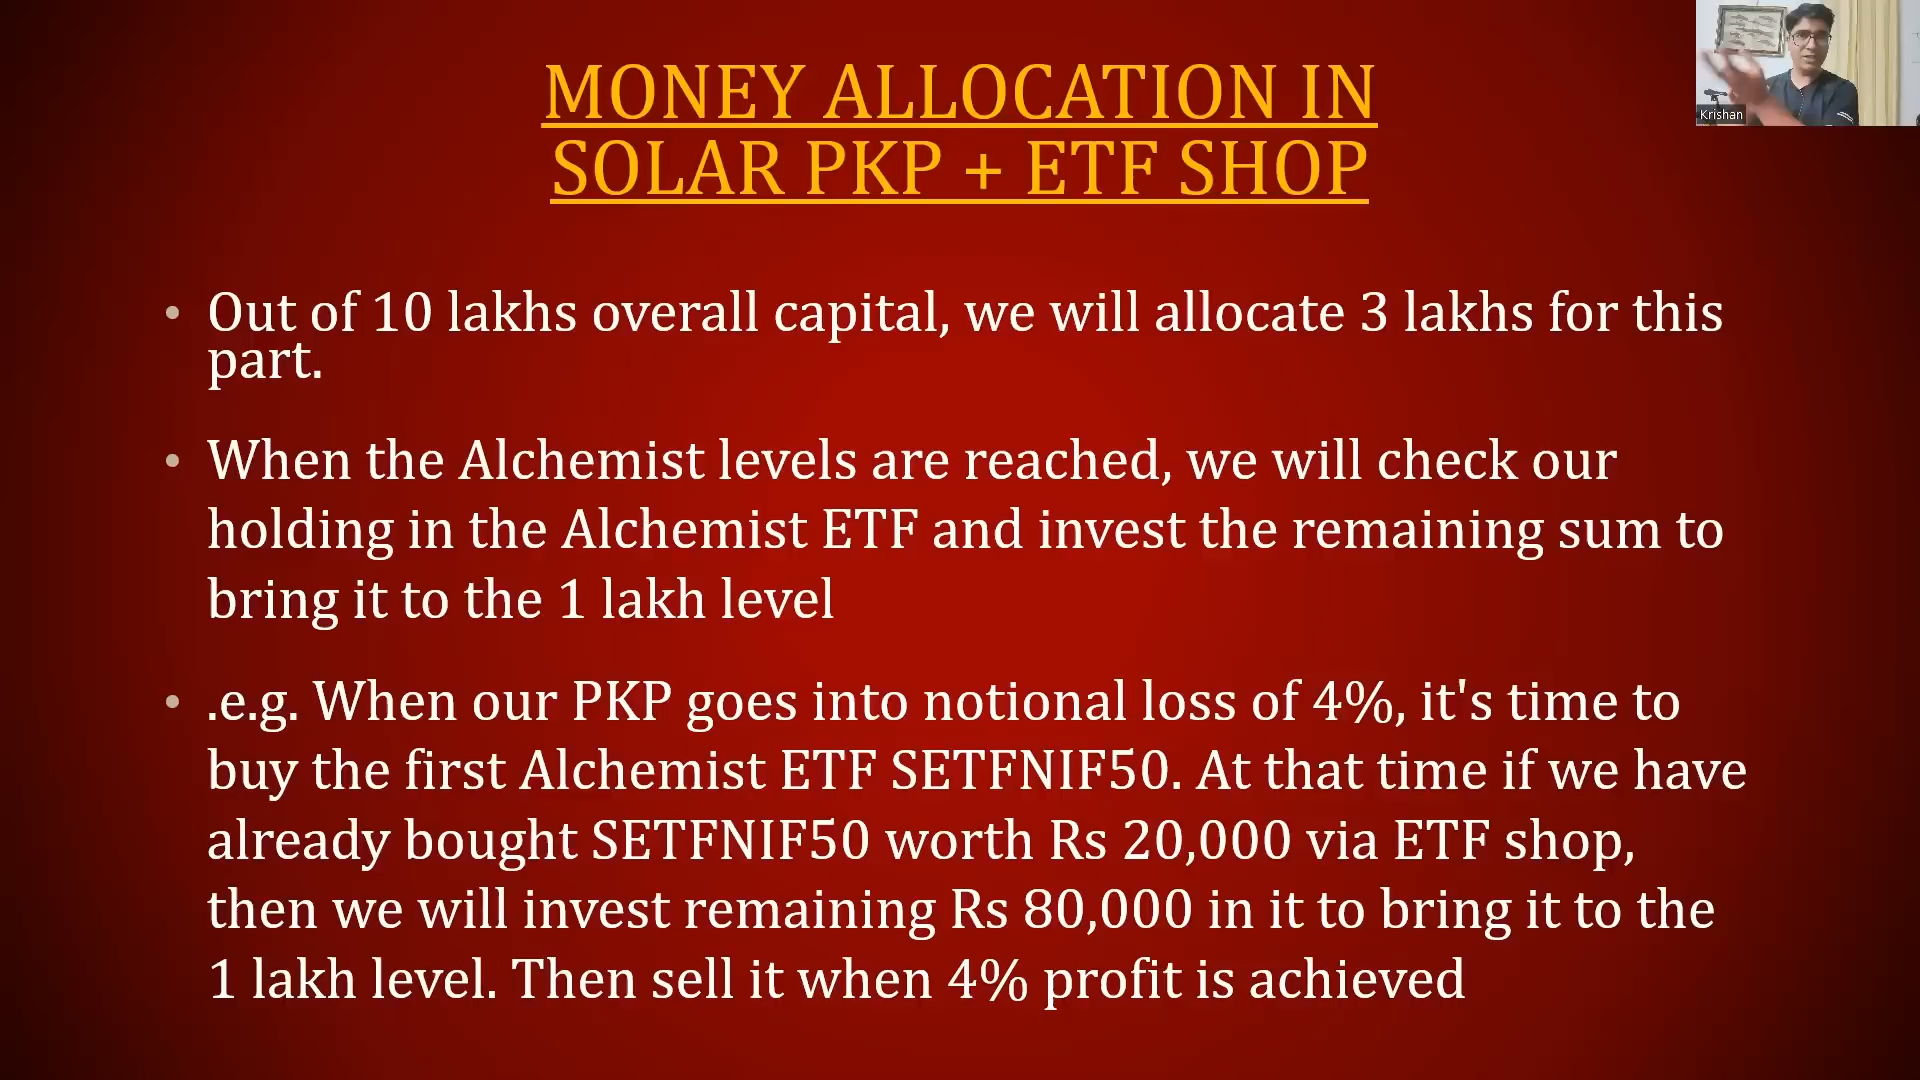 MONEY ALLOCATION IN
SOLAR PKP + ETF SHOP
Krishan
• Out of 10 lakhs overall capital, we will allocate 3 lakhs for this
part.
• When the Alchemist levels are reached, we will check our
holding in the Alchemist ETF and invest the remaining sum to
bring it to the 1 lakh level
• .e.g. When our PKP goes into notional loss of 4%, it's time to
buy the first Alchemist ETF SETFNIF50. At that time if we have
already bought SETFNIF50 worth Rs 20,000 via ETF shop,
then we will invest remaining Rs 80,000 in it to bring it to the
1 lakh level. Then sell it when 4% profit is achieved